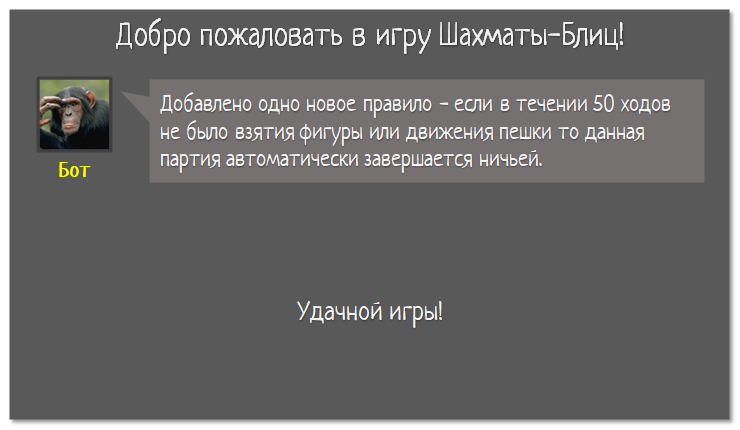 Добро пожаловать в игру Шахматы-Блиц!
Добавлено одно новое правило - если в течении 50 ходов
не было взятия фигуры или движения пешки то данная
партия автоматически завершается ничьей.
Бот
Удачной игры!